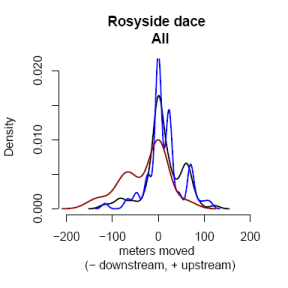 Rosyside dace
All
0.020
0.010
0.000
Density
−200 −100 0 100 200
meters moved
(− downstream, + upstream)